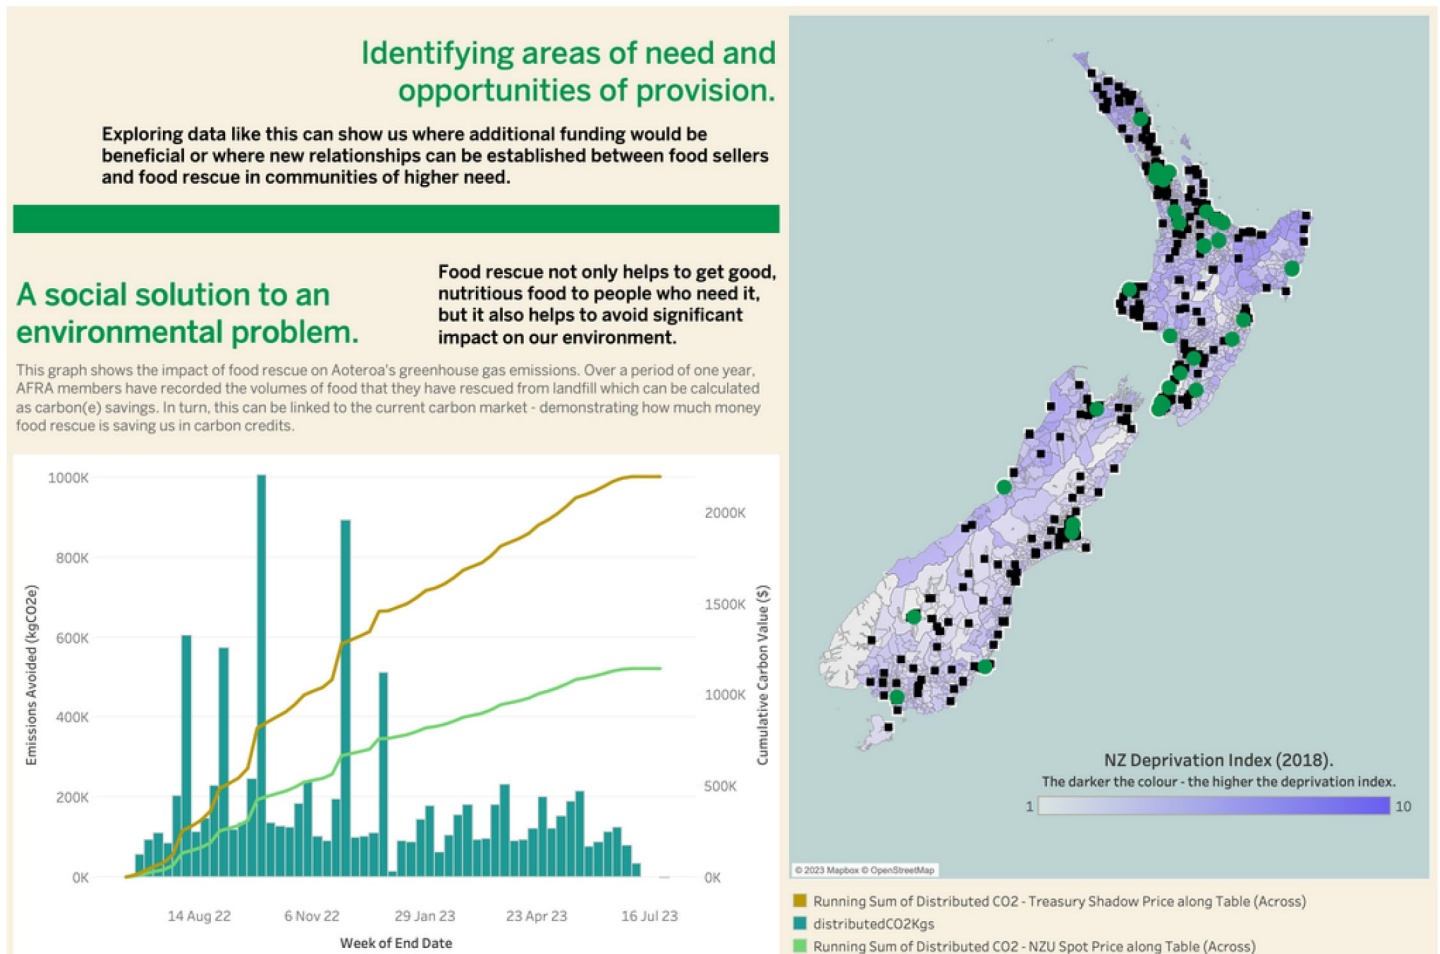 Identifying areas of need and
opportunities of provision.
Exploring data like this can show us where additional funding would be
beneficial or where new relationships can be established between food sellers
and food rescue in communities of higher need.
A social solution to an
environmental problem.
Food rescue not only helps to get good,
nutritious food to people who need it,
but it also helps to avoid significant
impact on our environment.
This graph shows the impact of food rescue on Aoteroa's greenhouse gas emissions. Over a period of one year,
AFRA members have recorded the volumes of food that they have rescued from landfill which can be calculated
as carbon(e) savings. In turn, this can be linked to the current carbon market - demonstrating how much money
food rescue is saving us in carbon credits.
Emissions Avoided (kgCO2e)
1000K
800K
600K
400K
200K
0K
2000K
1500K
1000K
500K
0K
Cumulative Carbon Value ($)
14 Aug 22
6 Nov 22
29 Jan 23
23 Apr 23
16 Jul 23
Week of End Date
NZ Deprivation Index (2018).
The darker the colour - the higher the deprivation index.
1
10
© 2023 Mapbox © OpenStreetMap
Running Sum of Distributed CO2 - Treasury Shadow Price along Table (Across)
distributedCO2Kgs
Running Sum of Distributed CO2 - NZU Spot Price along Table (Across)